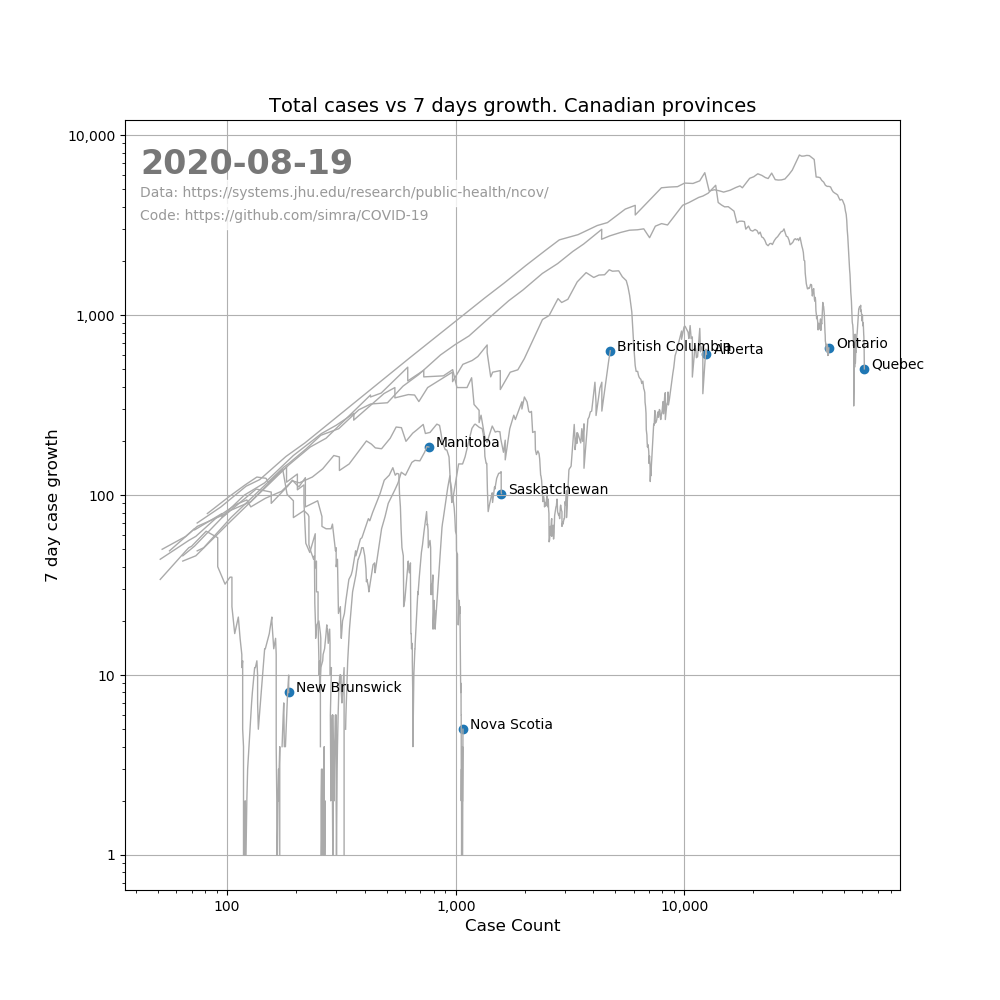 Total cases vs 7 days growth. Canadian provinces
10,000
2020-08-19
Data: https://systems.jhu.edu/research/public-health/ncov/
Code: https://github.com/simra/COVID-19
1,000
British Columbia
Alberta
Ontario
Quebec
Manitoba
100
Saskatchewan
7 day case growth
10
New Brunswick
Nova Scotia
1
100
1,000
10,000
Case Count